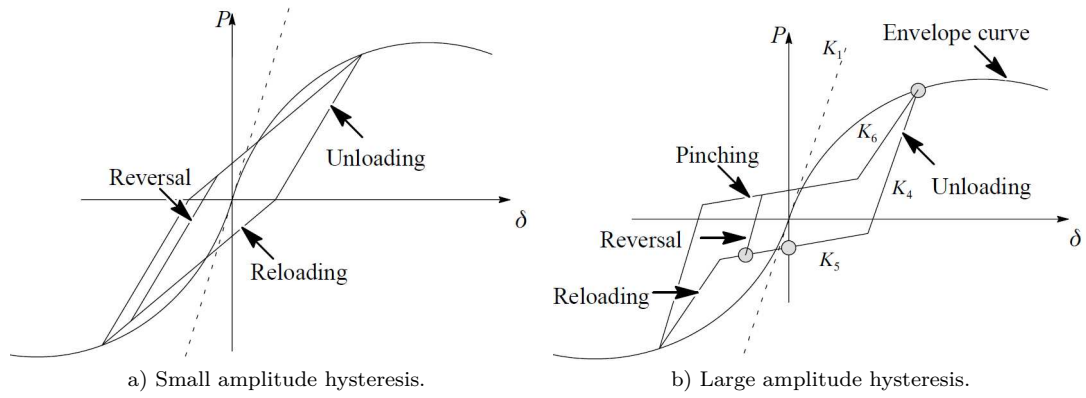 P
Unloading
Reversal
δ
Reloading
a) Small amplitude hysteresis.
P
K₁′
Envelope curve
K₆
Pinching
K₄
Unloading
Reversal
δ
K₅
Reloading
b) Large amplitude hysteresis.